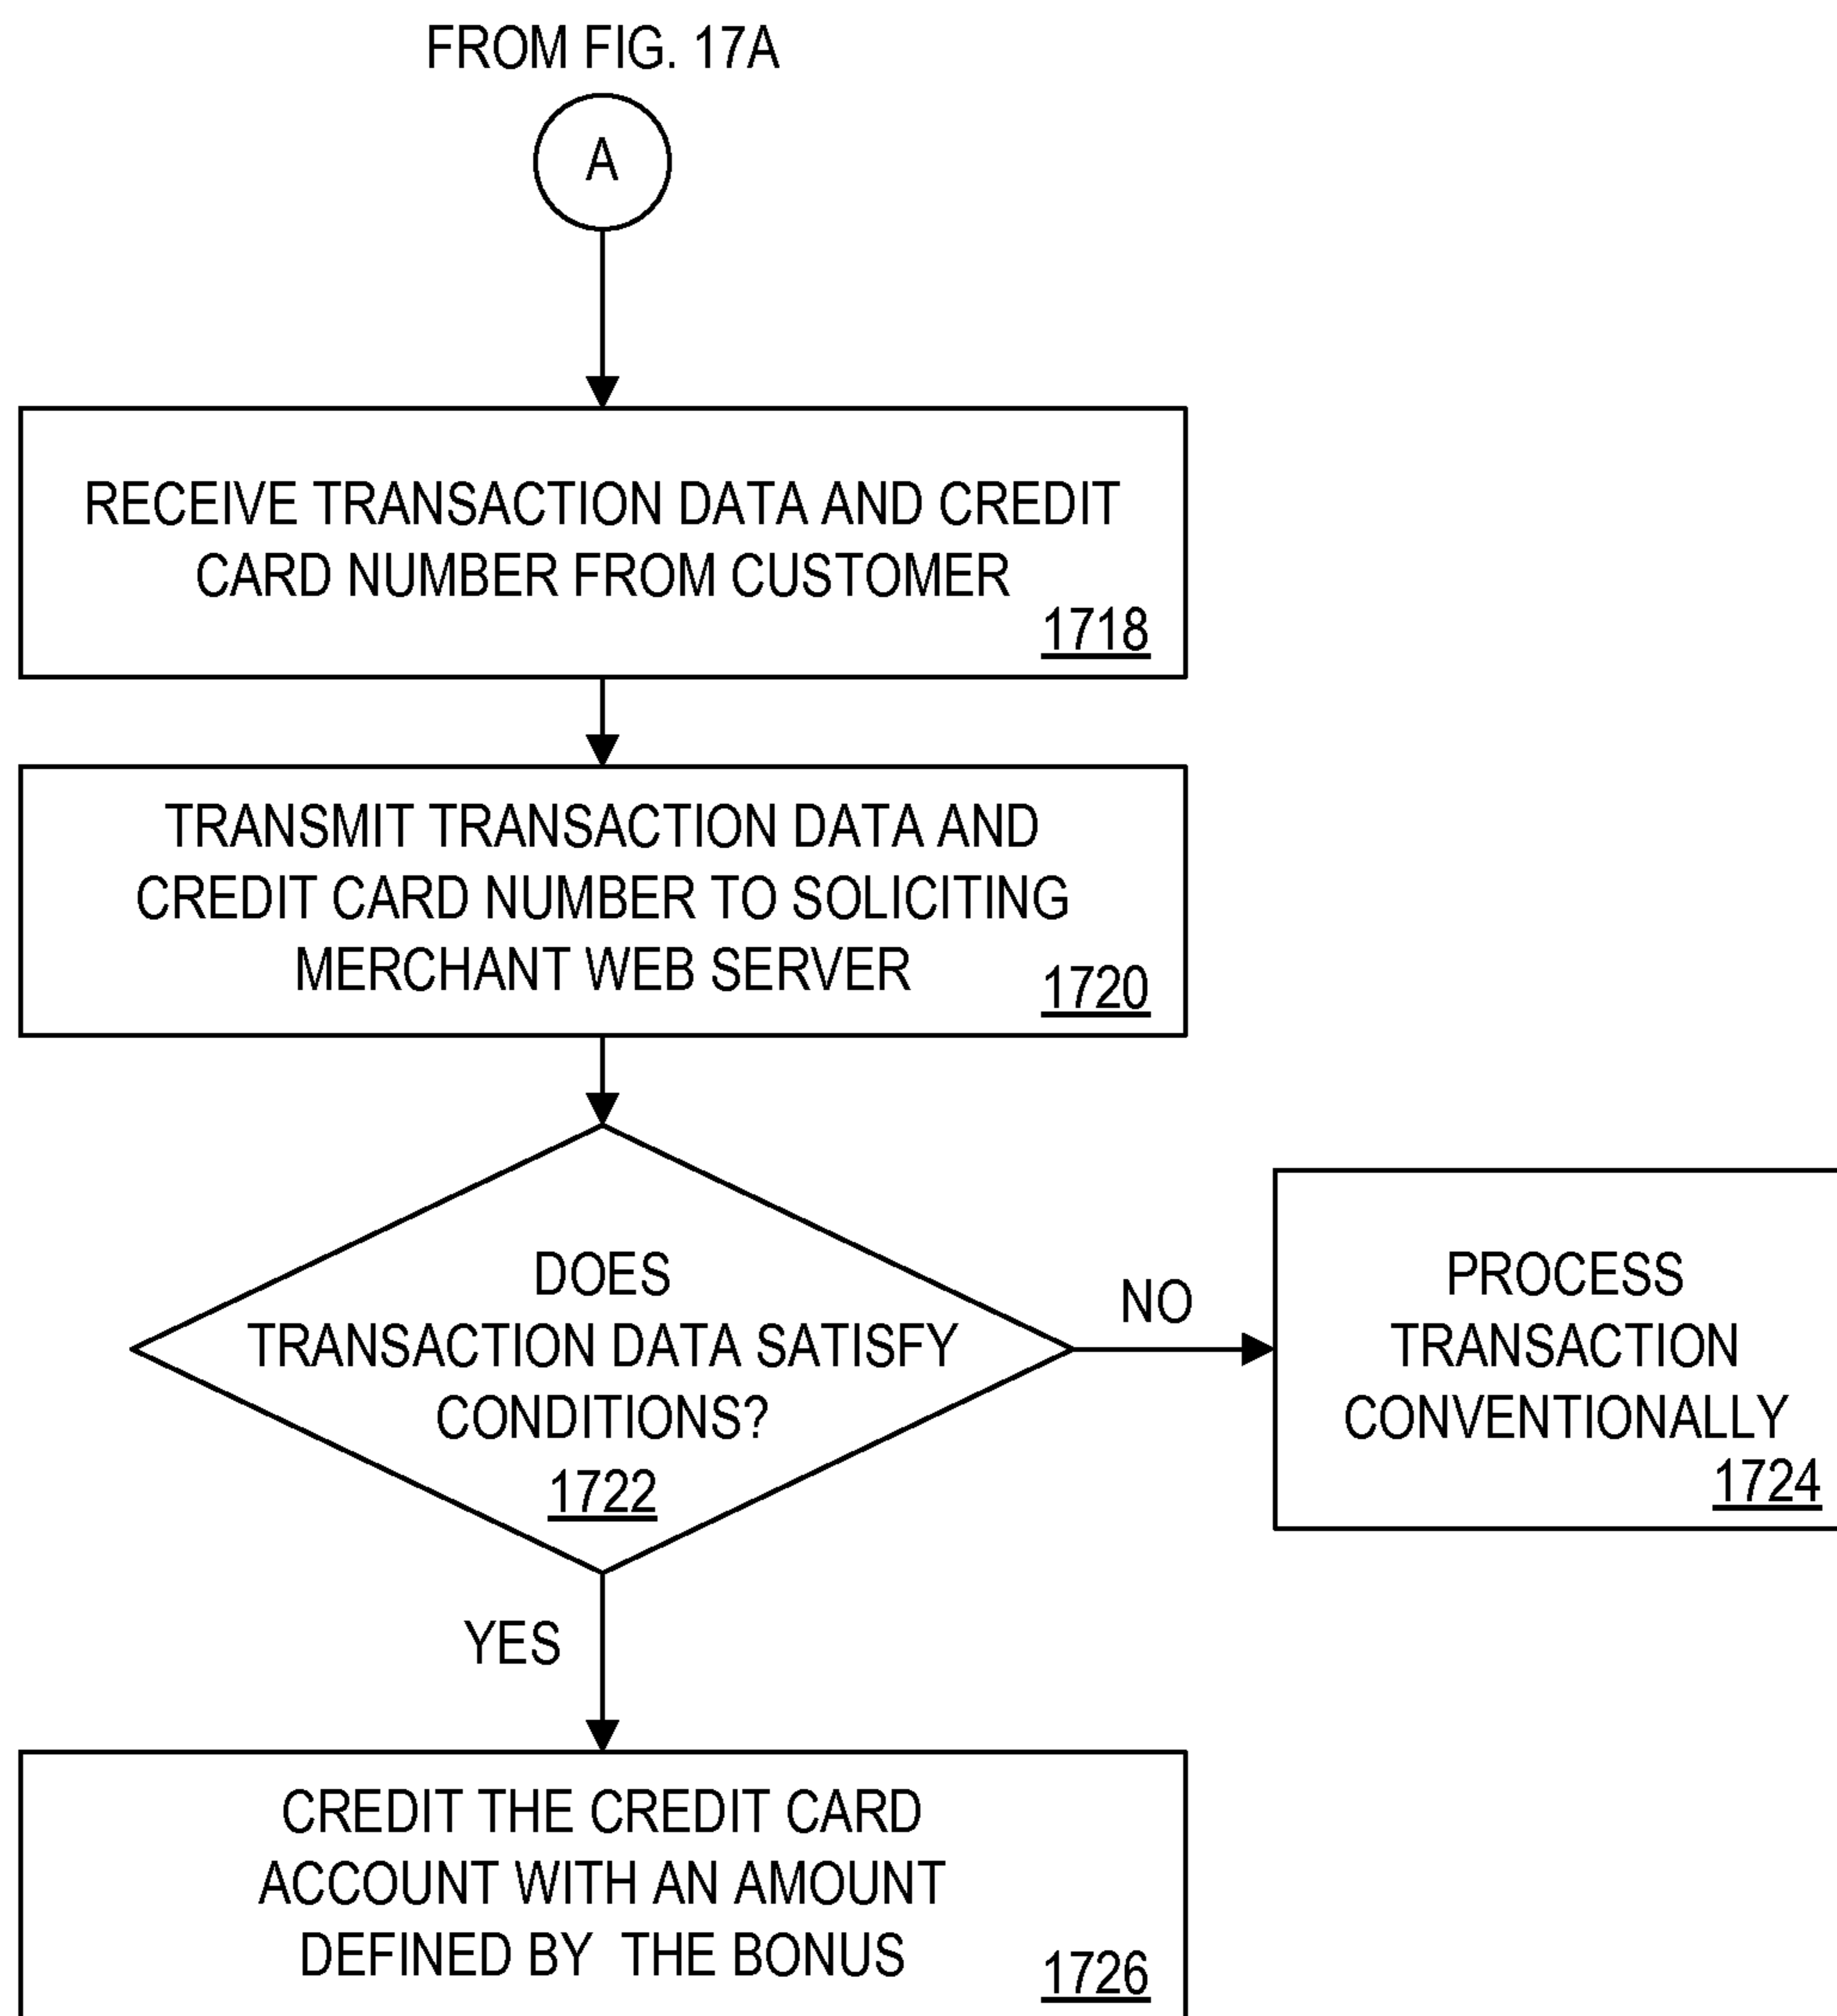 FROM FIG. 17A
A
RECEIVE TRANSACTION DATA AND CREDIT
CARD NUMBER FROM CUSTOMER
1718
TRANSMIT TRANSACTION DATA AND
CREDIT CARD NUMBER TO SOLICITING
MERCHANT WEB SERVER
1720
DOES
TRANSACTION DATA SATISFY
CONDITIONS?
1722
NO
PROCESS
TRANSACTION
CONVENTIONALLY
1724
YES
CREDIT THE CREDIT CARD
ACCOUNT WITH AN AMOUNT
DEFINED BY THE BONUS
1726